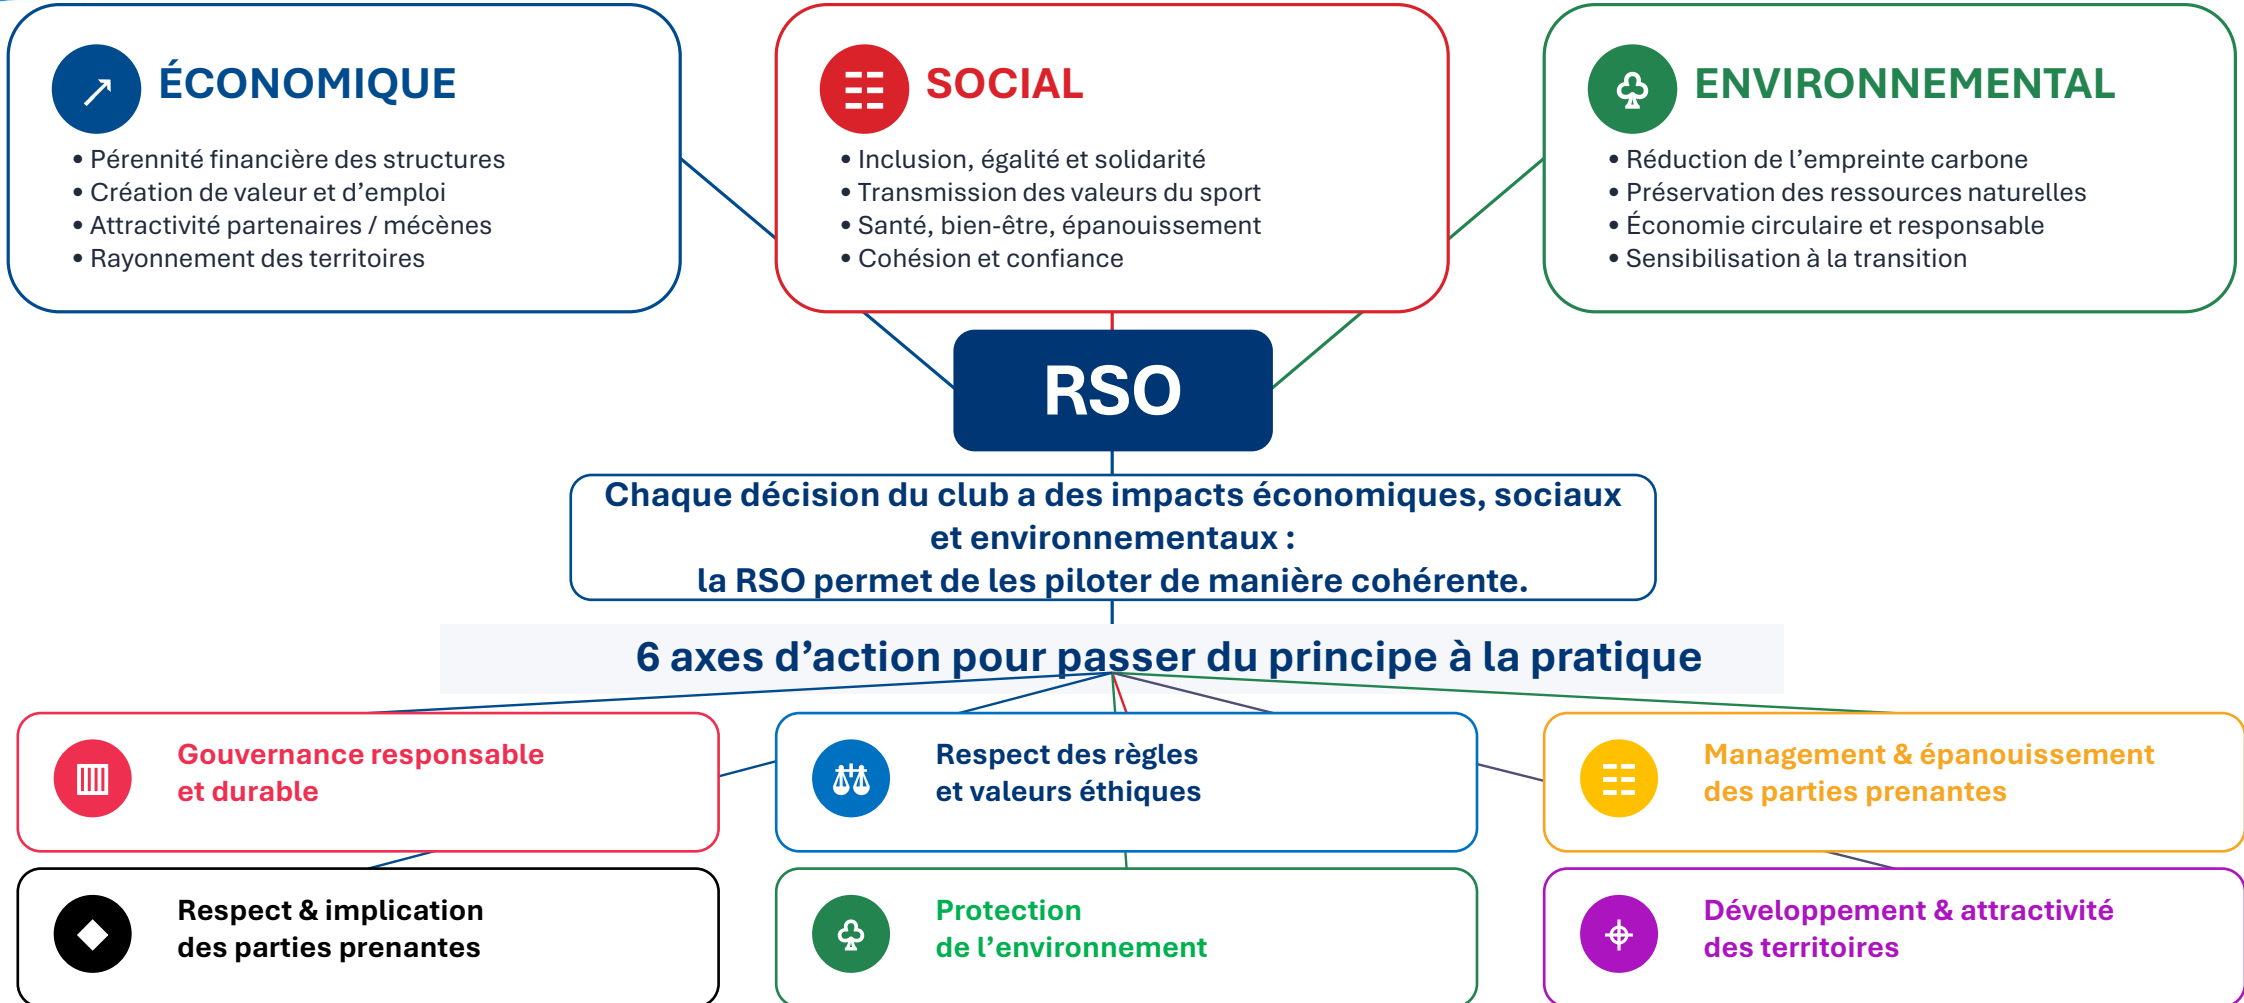 ÉCONOMIQUE
• Pérennité financière des structures
• Création de valeur et d’emploi
• Attractivité partenaires / mécènes
• Rayonnement des territoires
SOCIAL
• Inclusion, égalité et solidarité
• Transmission des valeurs du sport
• Santé, bien-être, épanouissement
• Cohésion et confiance
ENVIRONNEMENTAL
• Réduction de l’empreinte carbone
• Préservation des ressources naturelles
• Économie circulaire et responsable
• Sensibilisation à la transition
RSO
Chaque décision du club a des impacts économiques, sociaux
et environnementaux :
la RSO permet de les piloter de manière cohérente.
6 axes d’action pour passer du principe à la pratique
Gouvernance responsable
et durable
Respect des règles
et valeurs éthiques
Management & épanouissement
des parties prenantes
Respect & implication
des parties prenantes
Protection
de l’environnement
Développement & attractivité
des territoires